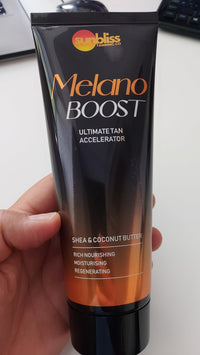 sunbliss
Melano
BOOST
ULTIMATE TAN
ACCELERATOR
SHEA & COCONUT BUTTER
RICH NOURISHING
MOISTURISING
REGENERATING